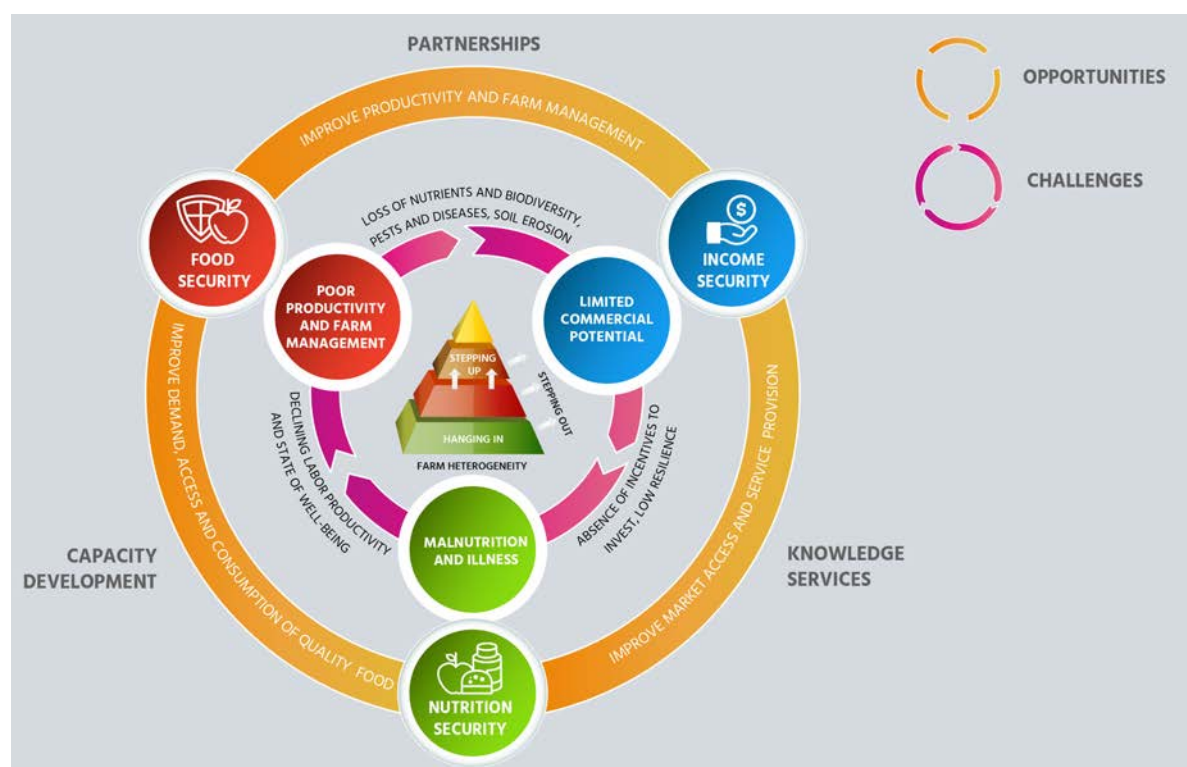 PARTNERSHIPS
OPPORTUNITIES
CHALLENGES
IMPROVE PRODUCTIVITY AND FARM MANAGEMENT
FOOD
SECURITY
$
INCOME
SECURITY
LOSS OF NUTRIENTS AND BIODIVERSITY,
PESTS AND DISEASES, SOIL EROSION
POOR
PRODUCTIVITY
AND FARM
MANAGEMENT
LIMITED
COMMERCIAL
POTENTIAL
STEPPING
UP
STEPPING OUT
HANGING IN
FARM HETEROGENEITY
DECLINING LABOR PRODUCTIVITY
AND STATE OF WELL-BEING
ABSENCE OF INCENTIVES TO
INVEST, LOW RESILIENCE
MALNUTRITION
AND ILLNESS
IMPROVE DEMAND, ACCESS AND CONSUMPTION OF QUALITY FOOD
IMPROVE MARKET ACCESS AND SERVICE PROVISION
CAPACITY
DEVELOPMENT
KNOWLEDGE
SERVICES
NUTRITION
SECURITY